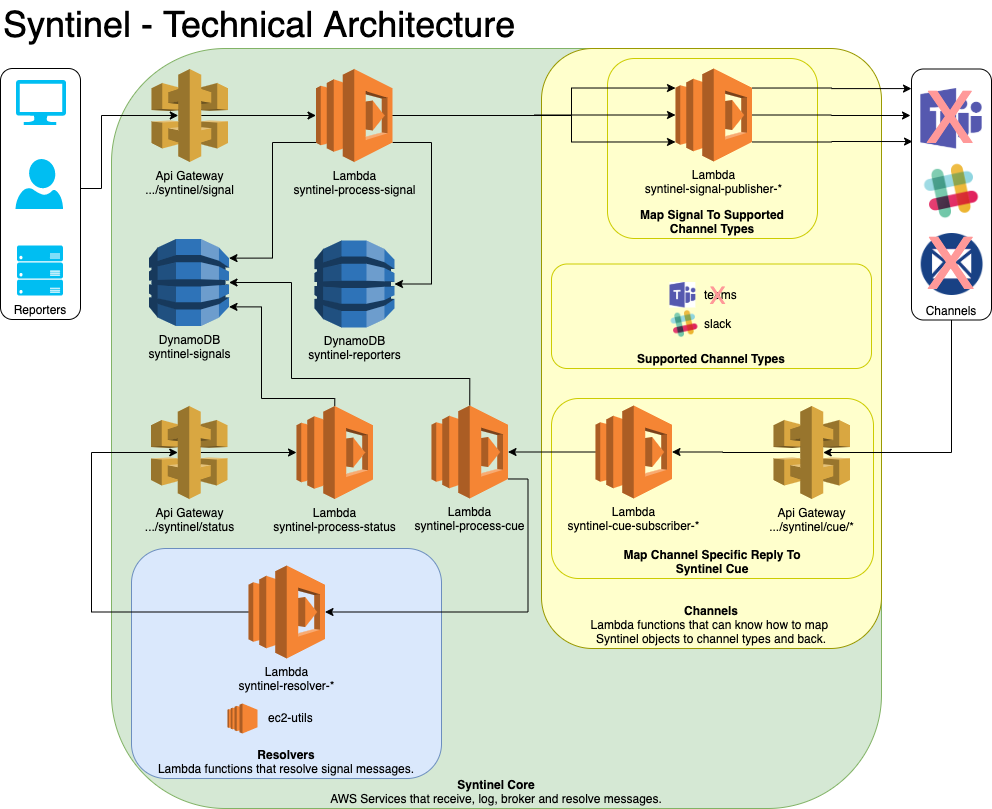 Syntinel - Technical Architecture
Reporters
Api Gateway
.../syntinel/signal
Lambda
syntinel-process-signal
Lambda
syntinel-signal-publisher-*
Map Signal To Supported
Channel Types
T
Channels
DynamoDB
syntinel-signals
DynamoDB
syntinel-reporters
T
teams
slack
Supported Channel Types
Api Gateway
.../syntinel/status
Lambda
syntinel-process-status
Lambda
syntinel-process-cue
Lambda
syntinel-cue-subscriber-*
Api Gateway
.../syntinel/cue/*
Map Channel Specific Reply To
Syntinel Cue
Channels
Lambda functions that can know how to map
Syntinel objects to channel types and back.
Lambda
syntinel-resolver-*
ec2-utils
Resolvers
Lambda functions that resolve signal messages.
Syntinel Core
AWS Services that receive, log, broker and resolve messages.